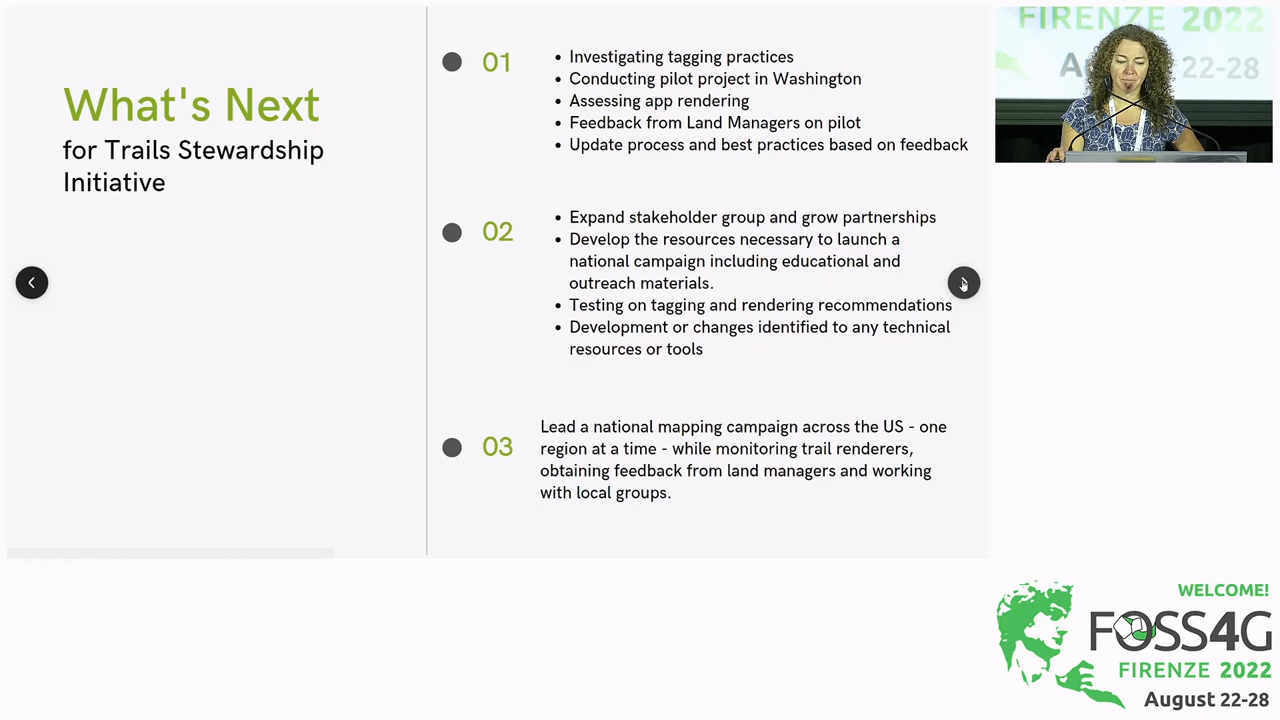 What's Next
for Trails Stewardship
Initiative
01
Investigating tagging practices
Conducting pilot project in Washington
Assessing app rendering
Feedback from Land Managers on pilot
Update process and best practices based on feedback
02
Expand stakeholder group and grow partnerships
Develop the resources necessary to launch a
national campaign including educational and
outreach materials.
Testing on tagging and rendering recommendations
Development or changes identified to any technical
resources or tools
03
Lead a national mapping campaign across the US - one
region at a time - while monitoring trail renderers,
obtaining feedback from land managers and working
with local groups.
FIRENZE 2022
A 22-28
WELCOME!
FOSS4G
FIRENZE 2022
August 22-28